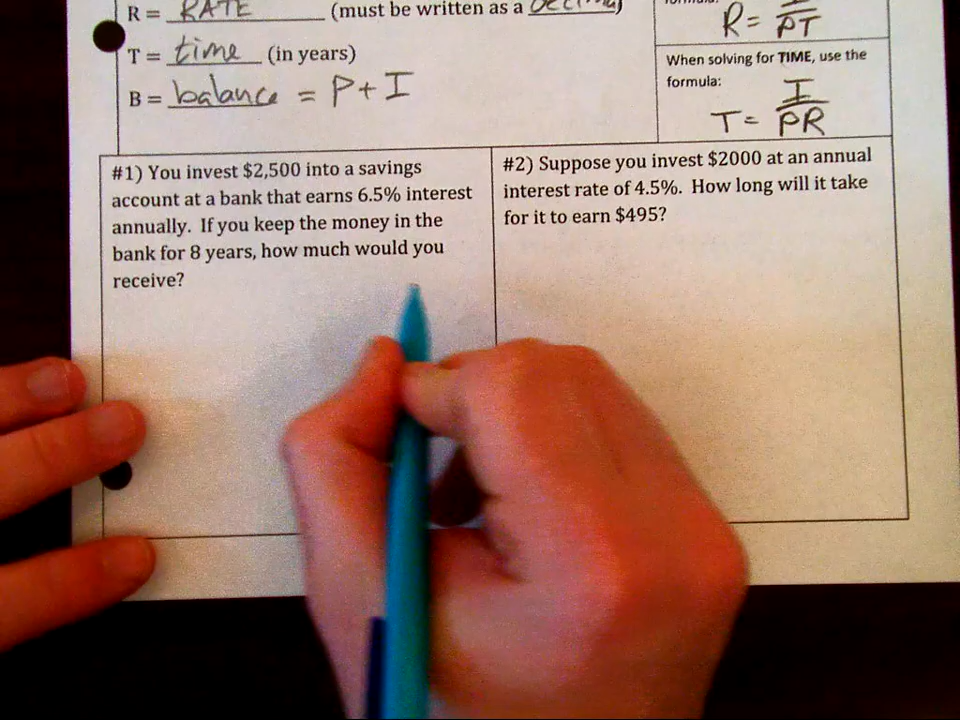 R = RATE (must be written as a decimal)
T = time (in years)
B = balance = P + I
R = I/PT
When solving for TIME, use the
formula:
T = I/PR
#1) You invest $2,500 into a savings
account at a bank that earns 6.5% interest
annually. If you keep the money in the
bank for 8 years, how much would you
receive?
#2) Suppose you invest $2000 at an annual
interest rate of 4.5%. How long will it take
for it to earn $495?